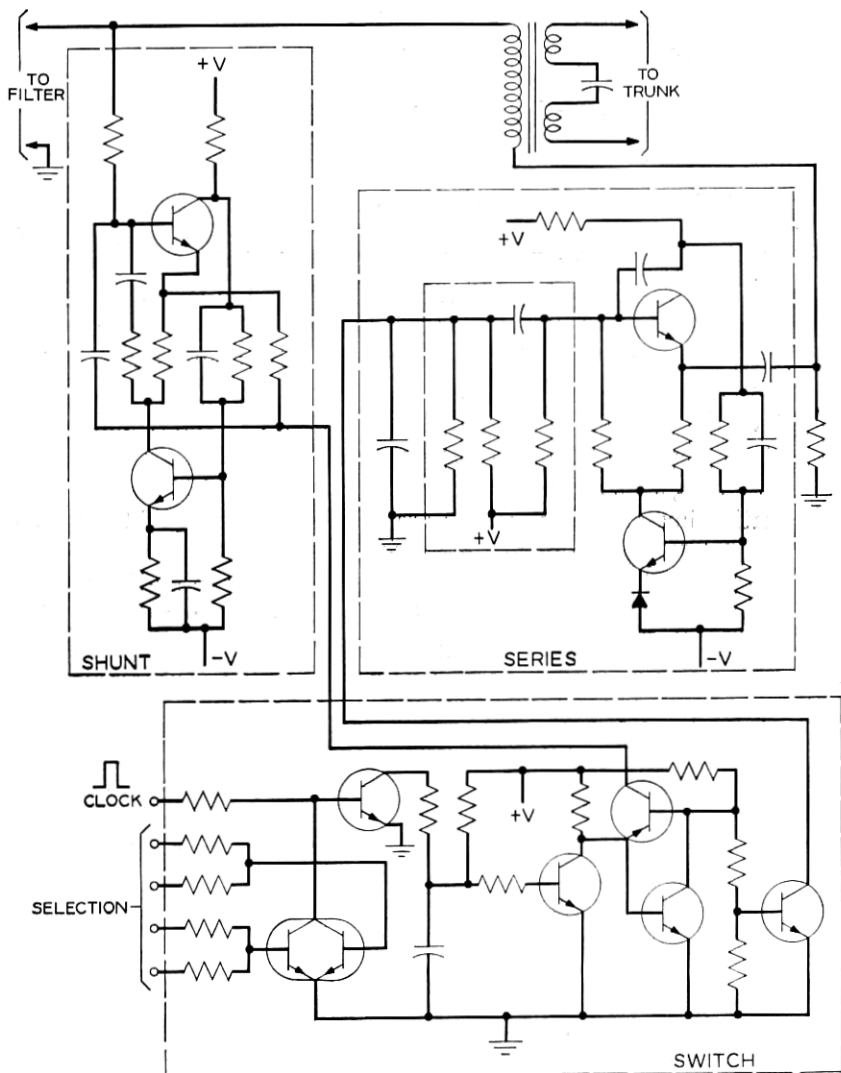 TO
FILTER
+V
TO
TRUNK
+V
+V
SHUNT
-V
SERIES
-V
CLOCK
+V
SELECTION
SWITCH